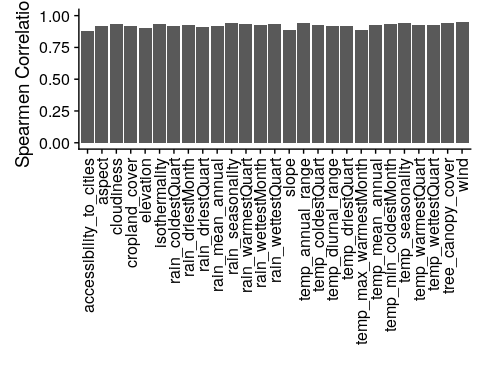 Spearmen Correlatio
1.00
0.75
0.50
0.25
0.00
accessibility_to_cities
aspect
cloudiness
cropland_cover
elevation
isothermality
rain_coldestQuart
rain_driestMonth
rain_driestQuart
rain_mean_annual
rain_seasonality
rain_warmestQuart
rain_wettestMonth
rain_wettestQuart
slope
temp_annual_range
temp_coldestQuart
temp_diurnal_range
temp_driestQuart
temp_max_warmestMonth
temp_mean_annual
temp_min_coldestMonth
temp_seasonality
temp_warmestQuart
temp_wettestQuart
tree_canopy_cover
wind